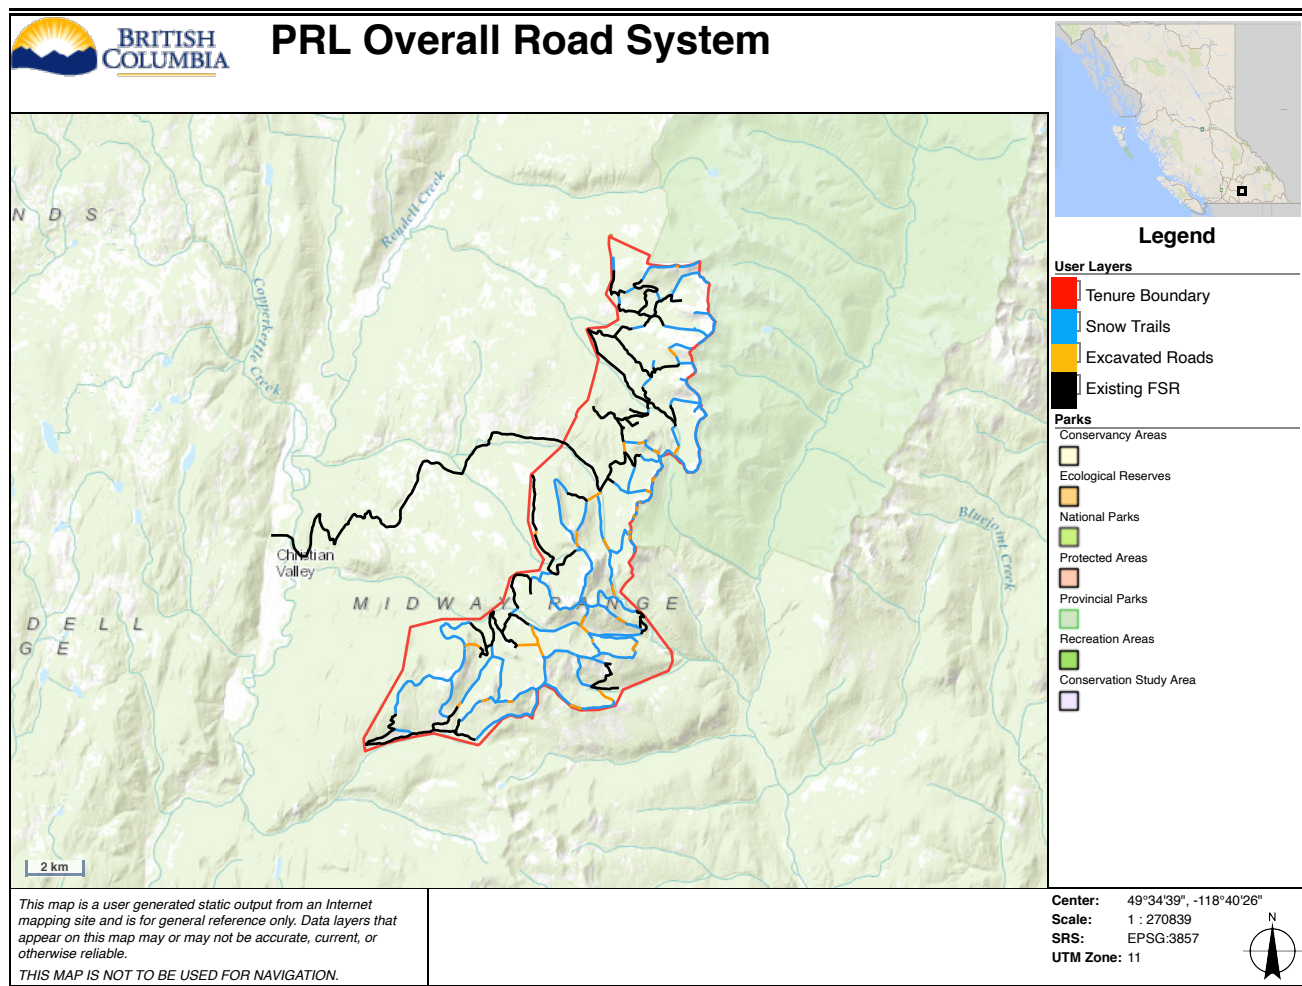 BRITISH
COLUMBIA
PRL Overall Road System
N D S
Rendell Creek
Copperkettle Creek
Christian
Valley
MIDWAY RANGE
DELL
GE
Bluejoint Creek
2 km
Legend
User Layers
Tenure Boundary
Snow Trails
Excavated Roads
Existing FSR
Parks
Conservancy Areas
Ecological Reserves
National Parks
Protected Areas
Provincial Parks
Recreation Areas
Conservation Study Area
This map is a user generated static output from an Internet
mapping site and is for general reference only. Data layers that
appear on this map may or may not be accurate, current, or
otherwise reliable.
THIS MAP IS NOT TO BE USED FOR NAVIGATION.
Center: 49°34'39", -118°40'26"
Scale: 1 : 270839
SRS: EPSG:3857
UTM Zone: 11
N